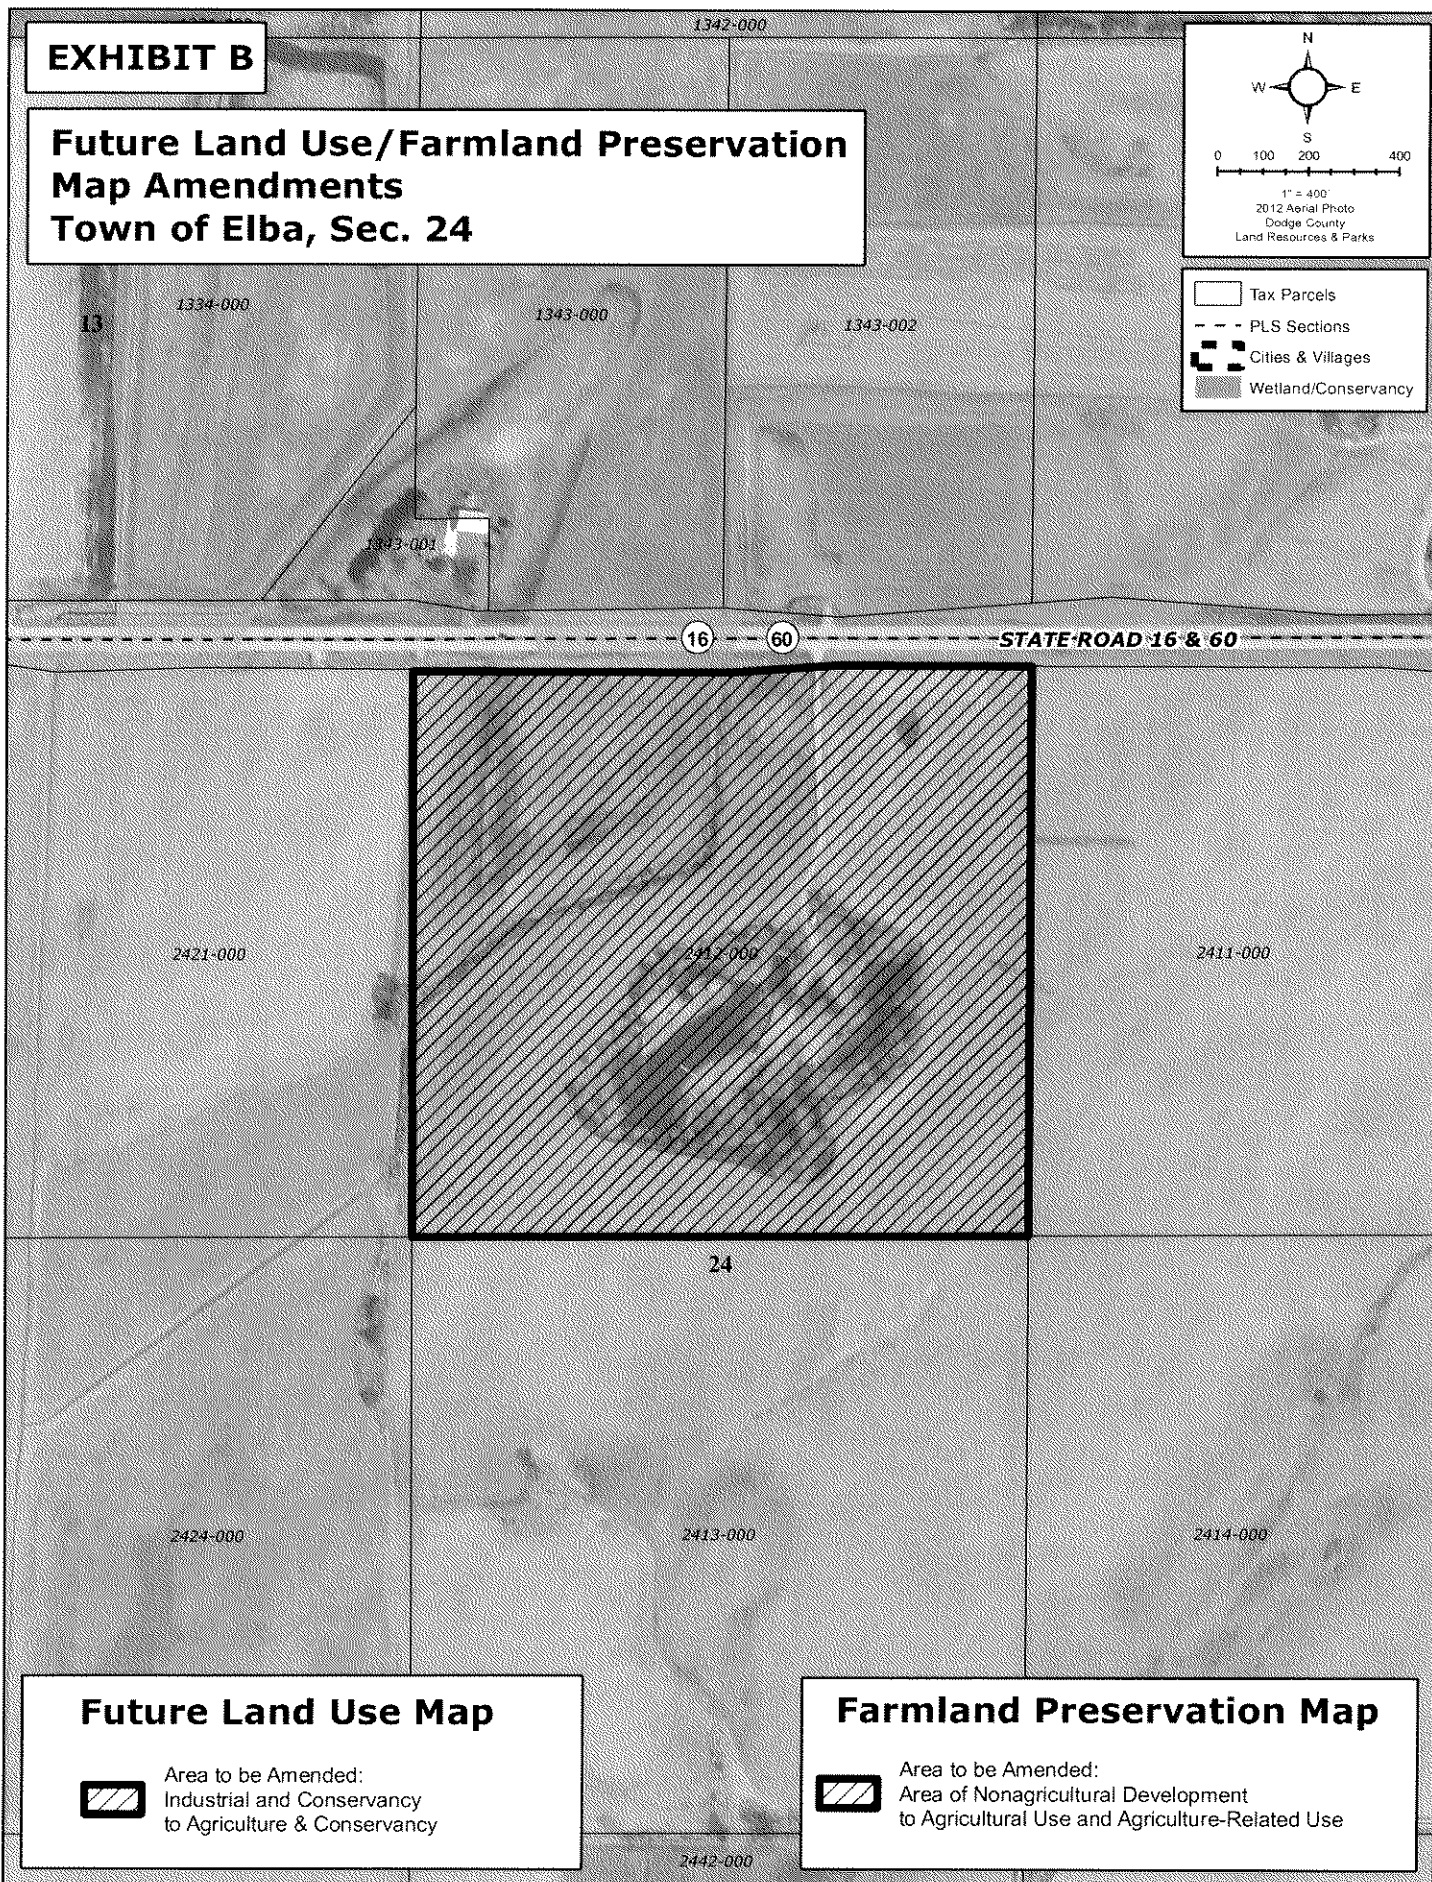 1342-000
EXHIBIT B
Future Land Use/Farmland Preservation
Map Amendments
Town of Elba, Sec. 24
N
W E
S
0 100 200 400
1" = 400'
2012 Aerial Photo
Dodge County
Land Resources & Parks
Tax Parcels
PLS Sections
Cities & Villages
Wetland/Conservancy
13
1334-000
1343-000
1343-002
1343-001
16 60 STATE ROAD 16 & 60
2421-000
2412-000
2411-000
24
2424-000
2413-000
2414-000
Future Land Use Map
Area to be Amended:
Industrial and Conservancy
to Agriculture & Conservancy
Farmland Preservation Map
Area to be Amended:
Area of Nonagricultural Development
to Agricultural Use and Agriculture-Related Use
2442-000